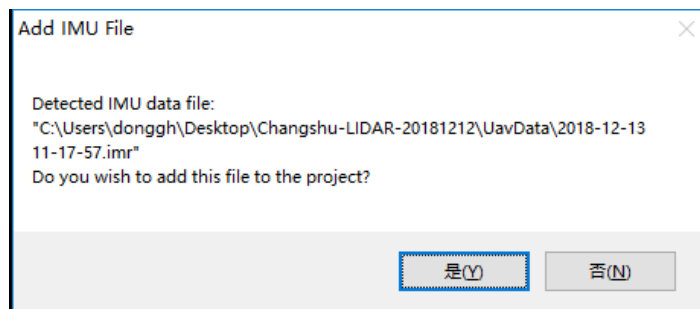 Add IMU File
Detected IMU data file:
"C:\Users\donggh\Desktop\Changshu-LIDAR-20181212\UavData\2018-12-13
11-17-57.imr"
Do you wish to add this file to the project?
是(Y)
否(N)